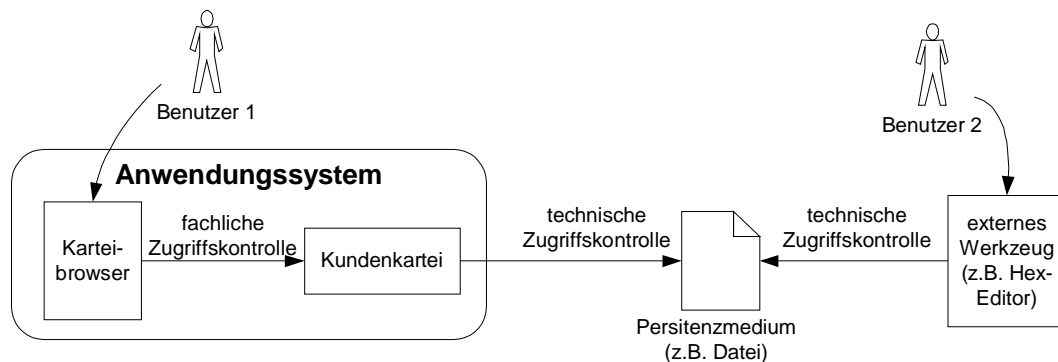 Benutzer 1
Benutzer 2
Anwendungssystem
Kartei-
browser
fachliche
Zugriffskontrolle
Kundenkartei
technische
Zugriffskontrolle
Persitenzmedium
(z.B. Datei)
technische
Zugriffskontrolle
externes
Werkzeug
(z.B. Hex-
Editor)